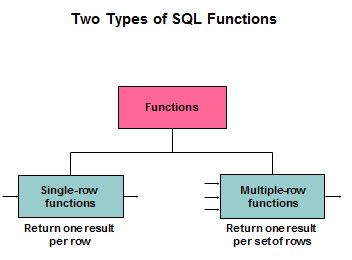 Two Types of SQL Functions
Functions
Single-row
functions
Multiple-row
functions
Return one result
per row
Return one result
per set of rows